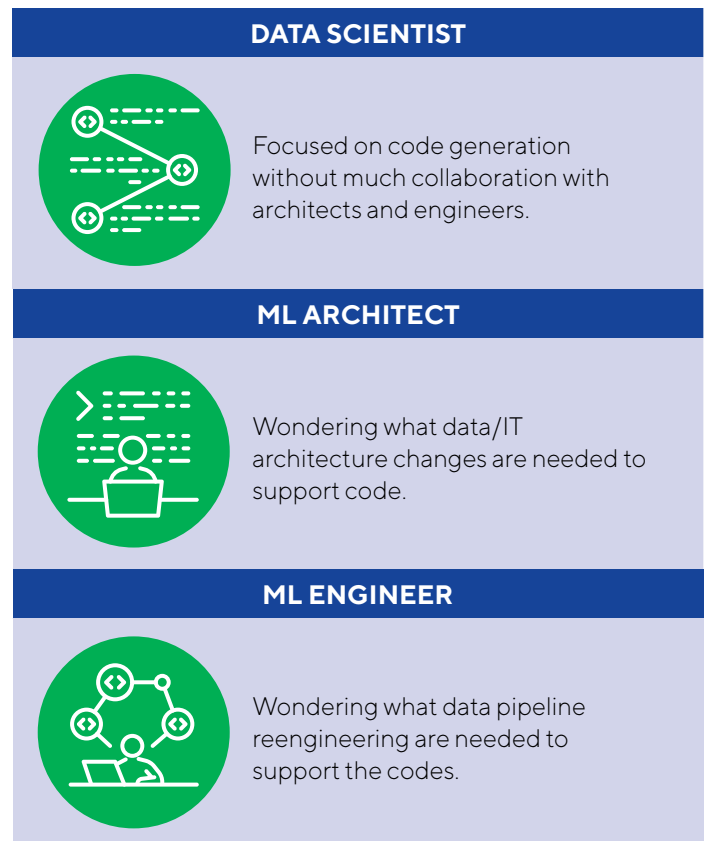 DATA SCIENTIST
Focused on code generation
without much collaboration with
architects and engineers.
ML ARCHITECT
Wondering what data/IT
architecture changes are needed to
support code.
ML ENGINEER
Wondering what data pipeline
reengineering are needed to
support the codes.